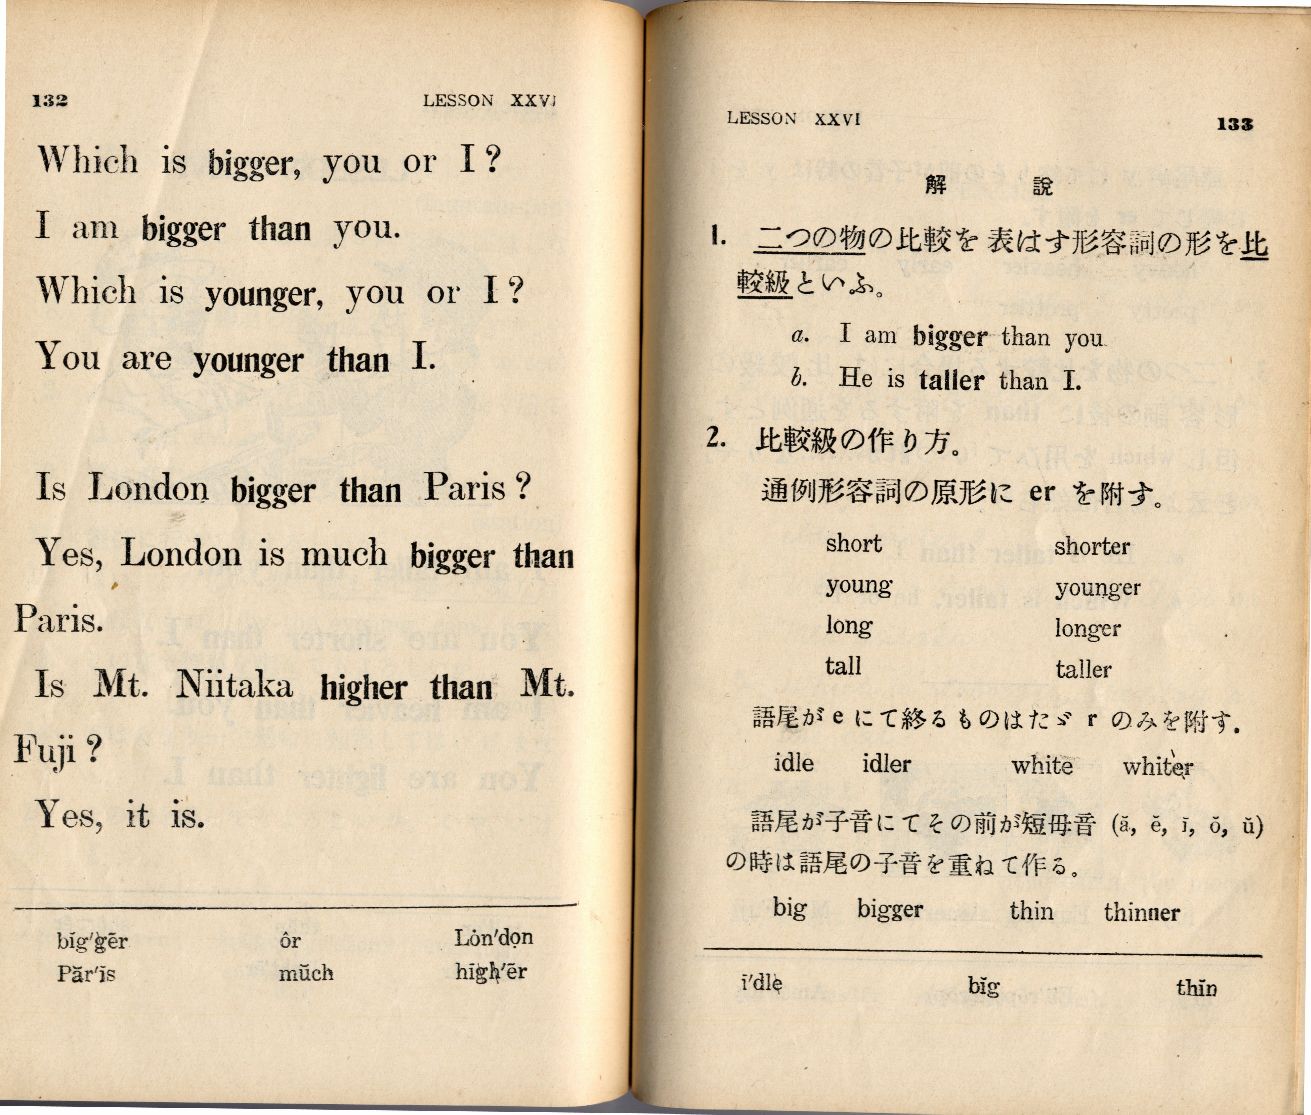 132
LESSON XXVI
Which is bigger, you or I?
I am bigger than you.
Which is younger, you or I?
You are younger than I.
Is London bigger than Paris?
Yes, London is much bigger than
Paris.
Is Mt. Niitaka higher than Mt.
Fuji?
Yes, it is.
bĭg'gẽr ôr Lòn'dọn
Păr'ĭs mŭch hīgh'ẽr
LESSON XXVI
133
解 說
1. 二つの物の比較を表はす形容詞の形を比
較級といふ。
a. I am bigger than you
b. He is taller than I.
2. 比較級の作り方。
通例形容詞の原形に er を附す。
short shorter
young younger
long longer
tall taller
語尾が e にて終るものはたゞ r のみを附す.
idle idler white whiter
語尾が子音にてその前が短母音 (ă, ĕ, ĭ, ŏ, ŭ)
の時は語尾の子音を重ねて作る。
big bigger thin thinner
ī'dle bĭg thĭn